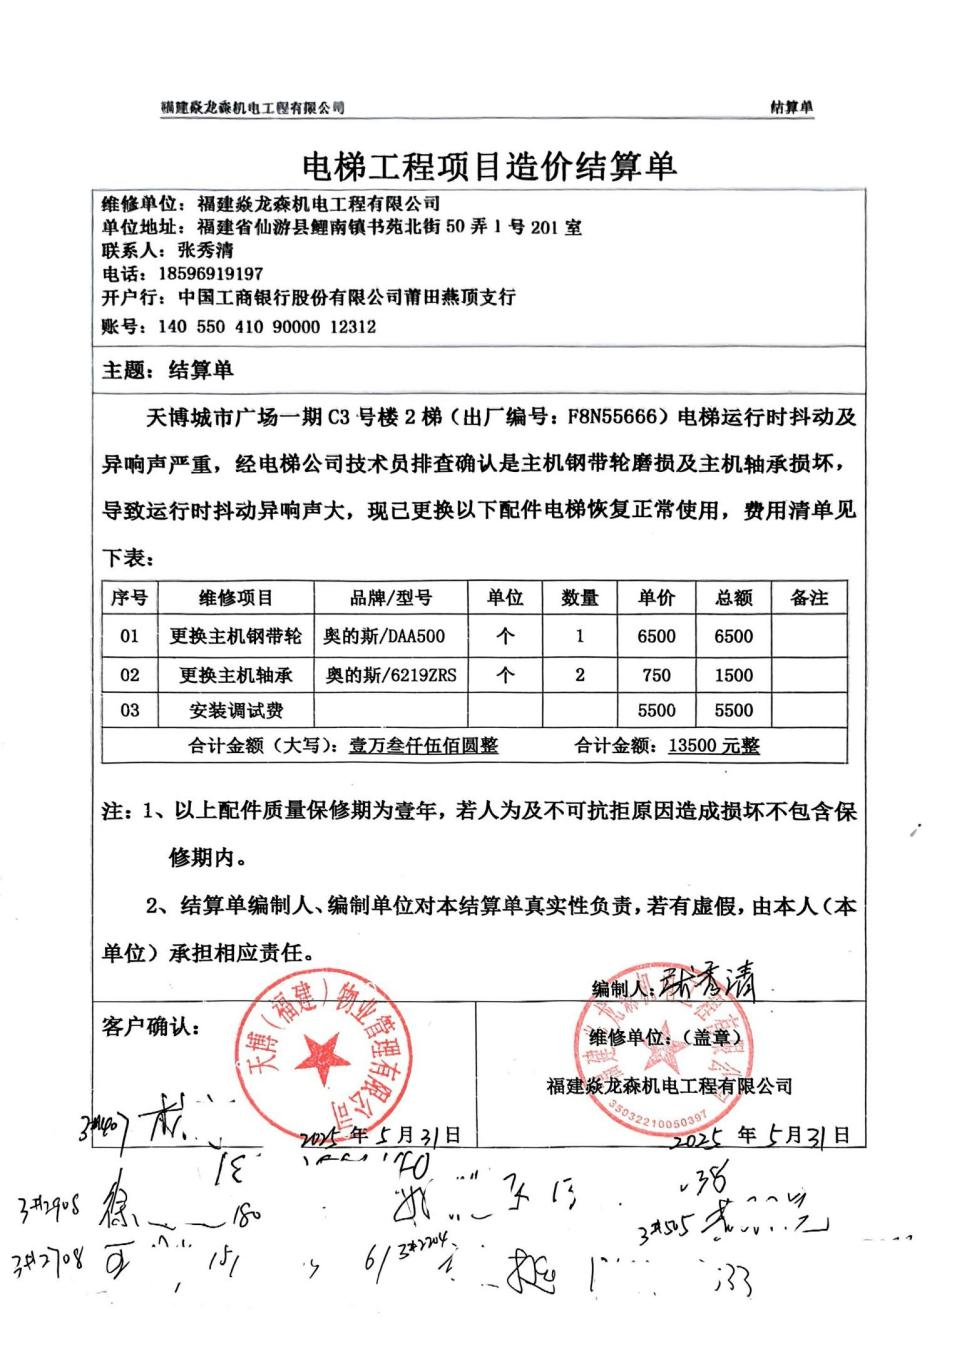 福建焱龙森机电工程有限公司 结算单
电梯工程项目造价结算单
维修单位：福建焱龙森机电工程有限公司
单位地址：福建省仙游县鲤南镇书苑北街 50 弄 1 号 201 室
联系人：张秀清
电话：18596919197
开户行：中国工商银行股份有限公司莆田燕顶支行
账号：140 550 410 90000 12312
主题：结算单
天博城市广场一期 C3 号楼 2 梯（出厂编号：F8N55666）电梯运行时抖动及
异响声严重，经电梯公司技术员排查确认是主机钢带轮磨损及主机轴承损坏，
导致运行时抖动异响声大，现已更换以下配件电梯恢复正常使用，费用清单见
下表：
序号 维修项目 品牌/型号 单位 数量 单价 总额 备注
01 更换主机钢带轮 奥的斯/DAA500 个 1 6500 6500
02 更换主机轴承 奥的斯/6219ZRS 个 2 750 1500
03 安装调试费 5500 5500
合计金额（大写）：壹万叁仟伍佰圆整 合计金额：13500 元整
注：1、以上配件质量保修期为壹年，若人为及不可抗拒原因造成损坏不包含保
修期内。
2、结算单编制人、编制单位对本结算单真实性负责，若有虚假，由本人（本
单位）承担相应责任。
编制人：张秀清
客户确认：
天博（福建）物业管理有限公司
维修单位：（盖章）
福建焱龙森机电工程有限公司
35032210050397
2025 年 5 月 31 日
2025 年 5 月 31 日
3#2908
180
3#505
3#2708
151
3#2204